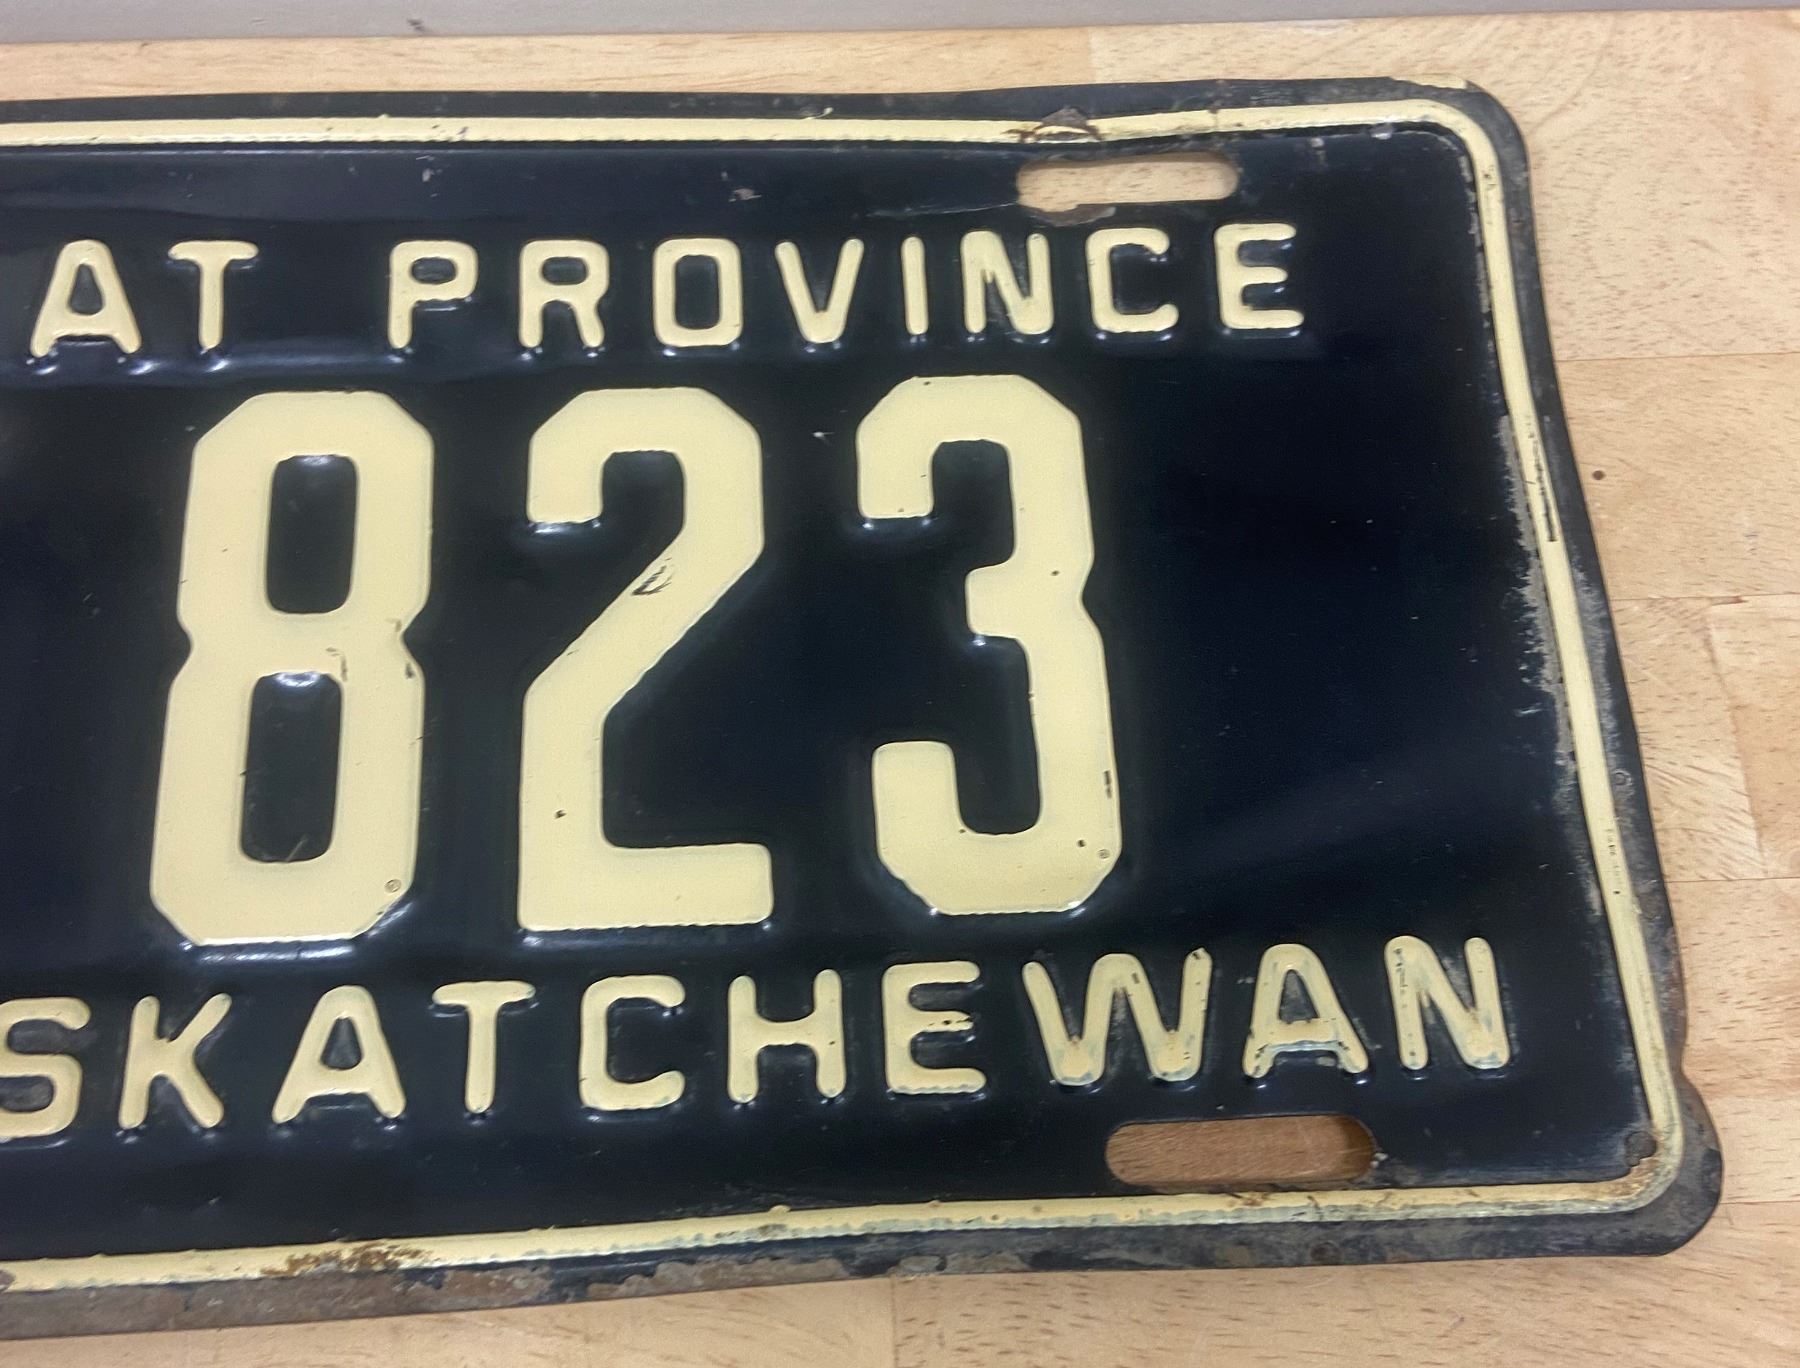 AT PROVINCE
823
SKATCHEWAN